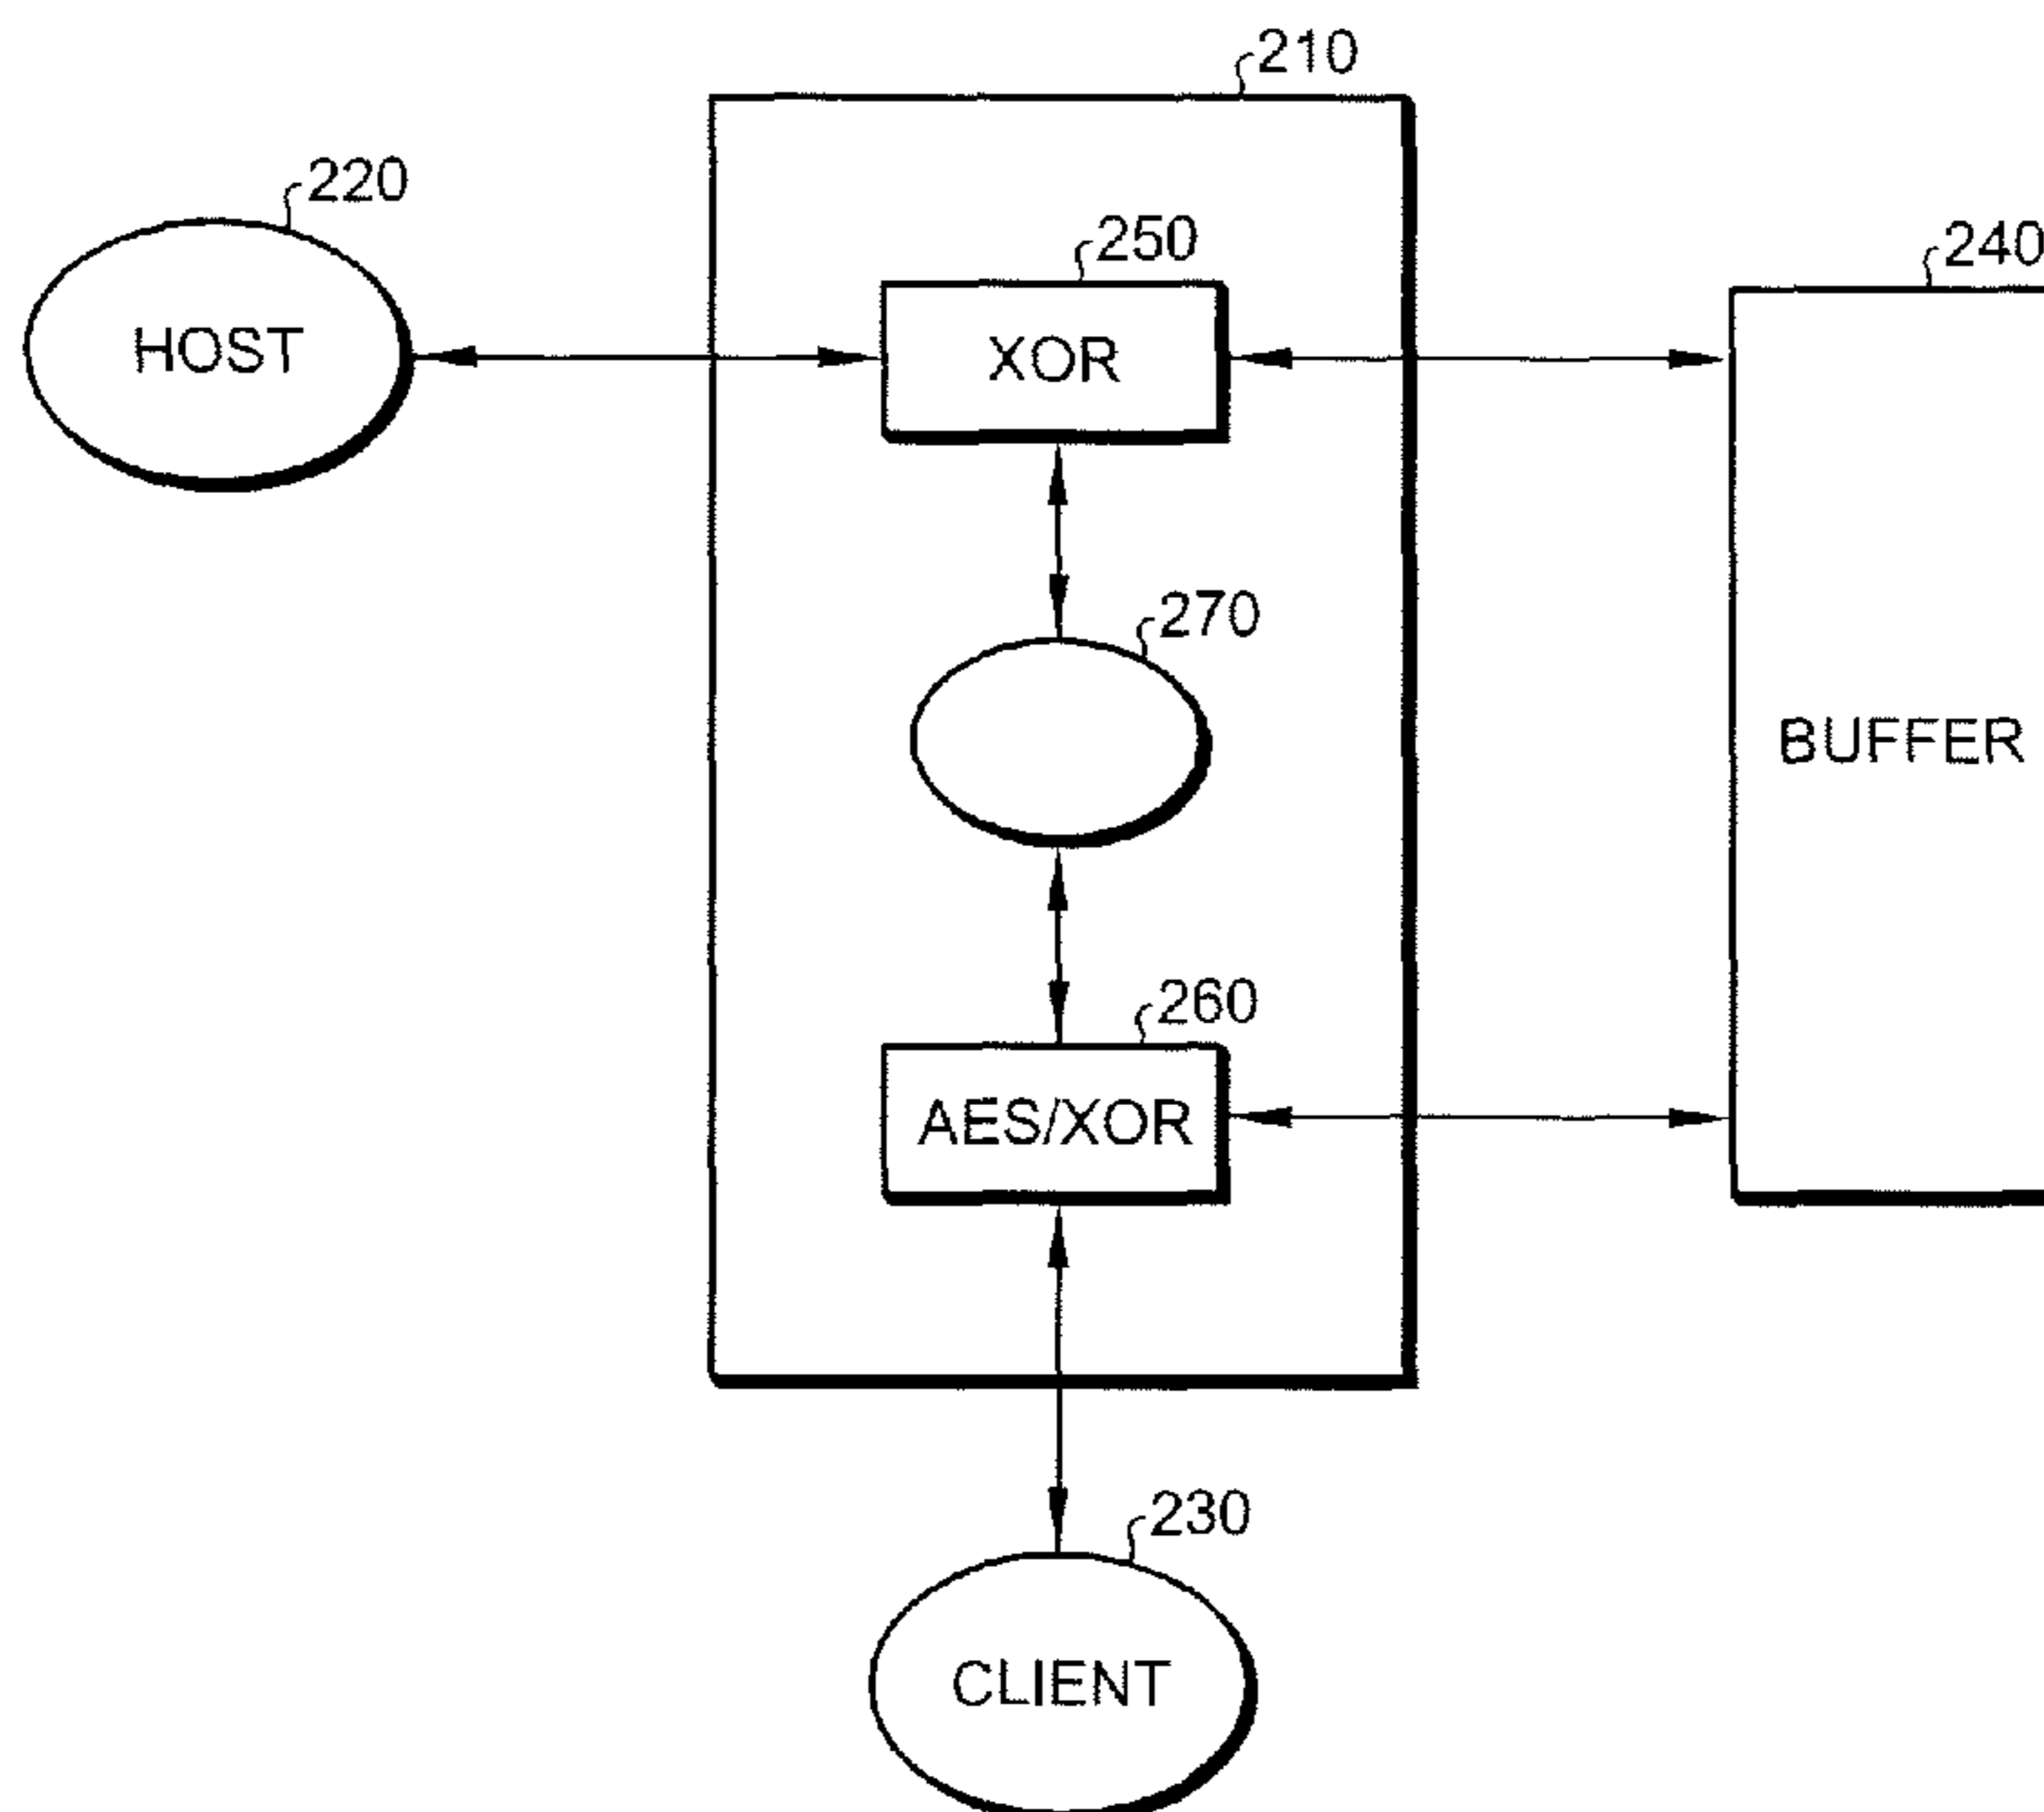 210
220
250
240
HOST
XOR
270
BUFFER
260
AES/XOR
230
CLIENT